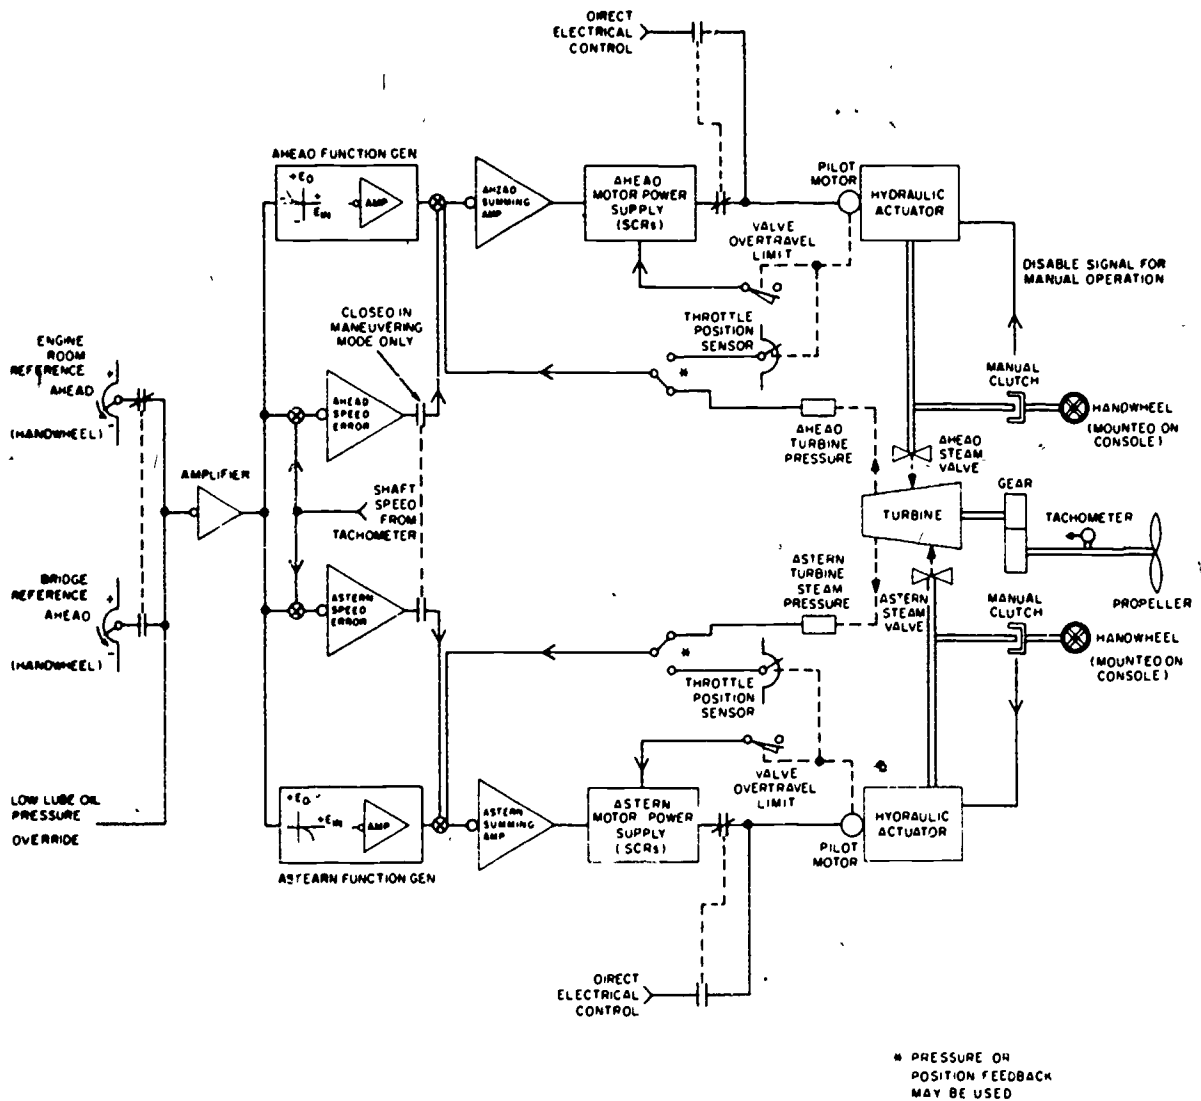 DIRECT
ELECTRICAL
CONTROL
AHEAD FUNCTION GEN
+E₀
+
EIN
-
AMP
AHEAD
SUMMING
AMP
AHEAD
MOTOR POWER
SUPPLY
(SCRs)
PILOT
MOTOR
HYDRAULIC
ACTUATOR
VALVE
OVERTRAVEL
LIMIT
DISABLE SIGNAL FOR
MANUAL OPERATION
CLOSED IN
MANEUVERING
MODE ONLY
THROTTLE
POSITION
SENSOR
*
ENGINE
ROOM
REFERENCE
+
AHEAD
-
(HANDWHEEL)
AHEAD
SPEED
ERROR
AHEAD
TURBINE
PRESSURE
MANUAL
CLUTCH
HANDWHEEL
(MOUNTED ON
CONSOLE)
AHEAD
STEAM
VALVE
AMPLIFIER
SHAFT
SPEED
FROM
TACHOMETER
TURBINE
GEAR
TACHOMETER
PROPELLER
BRIDGE
REFERENCE
+
AHEAD
-
(HANDWHEEL)
ASTERN
SPEED
ERROR
ASTERN
TURBINE
STEAM
PRESSURE
ASTERN
STEAM
VALVE
MANUAL
CLUTCH
HANDWHEEL
(MOUNTED ON
CONSOLE)
*
THROTTLE
POSITION
SENSOR
VALVE
OVERTRAVEL
LIMIT
LOW LUBE OIL
PRESSURE
OVERRIDE
+E₀
+EIN
AMP
ASTEARN FUNCTION GEN
ASTERN
SUMMING
AMP
ASTERN
MOTOR POWER
SUPPLY
(SCRs)
PILOT
MOTOR
HYDRAULIC
ACTUATOR
DIRECT
ELECTRICAL
CONTROL
* PRESSURE OR
POSITION FEEDBACK
MAY BE USED